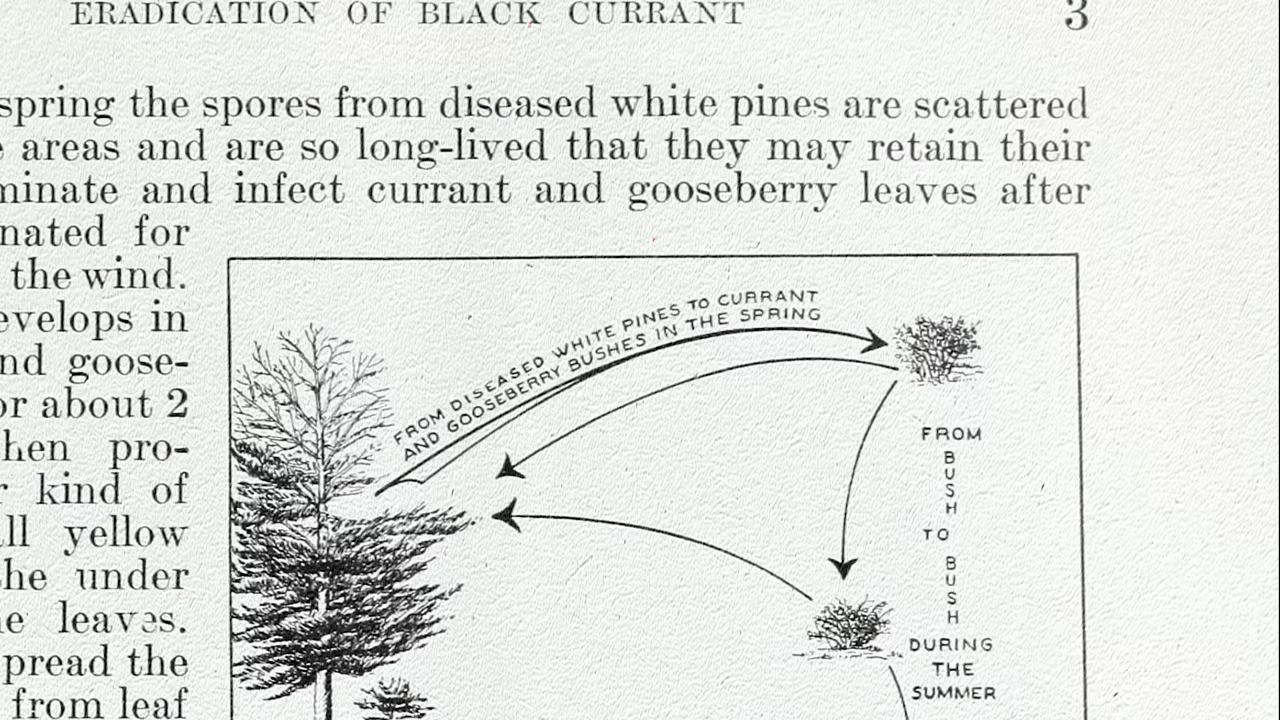 ERADICATION OF BLACK CURRANT 3
spring the spores from diseased white pines are scattered
areas and are so long-lived that they may retain their
minate and infect currant and gooseberry leaves after
nated for
the wind.
evelops in
nd goose-
or about 2
hen pro-
r kind of
ll yellow
he under
e leaves.
pread the
from leaf
FROM DISEASED WHITE PINES TO CURRANT
AND GOOSEBERRY BUSHES IN THE SPRING
FROM
BUSH
TO
BUSH
DURING
THE
SUMMER